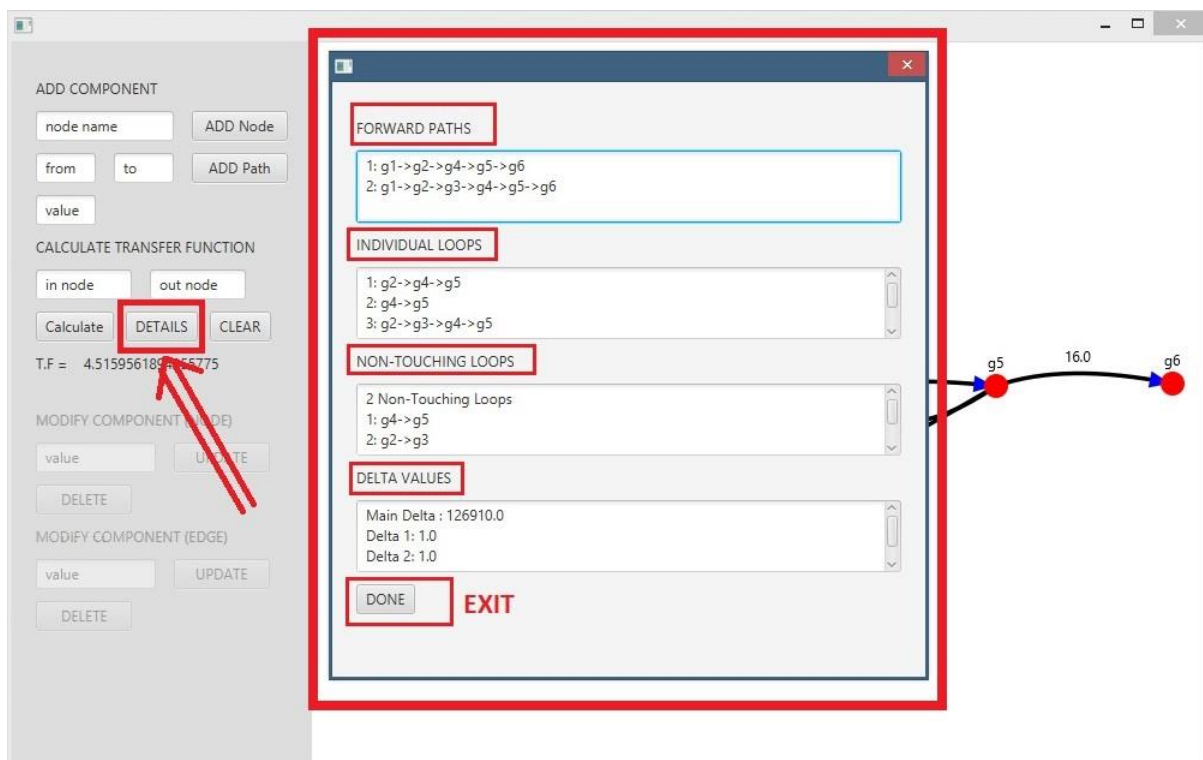 ADD COMPONENT
node name
ADD Node
from
to
ADD Path
value
CALCULATE TRANSFER FUNCTION
in node
out node
Calculate
DETAILS
CLEAR
T.F =
MODIFY COMPONENT (NODE)
value
UPDATE
DELETE
MODIFY COMPONENT (EDGE)
value
UPDATE
DELETE
FORWARD PATHS
1: g1->g2->g4->g5->g6
2: g1->g2->g3->g4->g5->g6
INDIVIDUAL LOOPS
1: g2->g4->g5
2: g4->g5
3: g2->g3->g4->g5
NON-TOUCHING LOOPS
2 Non-Touching Loops
1: g4->g5
2: g2->g3
DELTA VALUES
Main Delta : 126910.0
Delta 1: 1.0
Delta 2: 1.0
DONE
EXIT
g5
16.0
g6